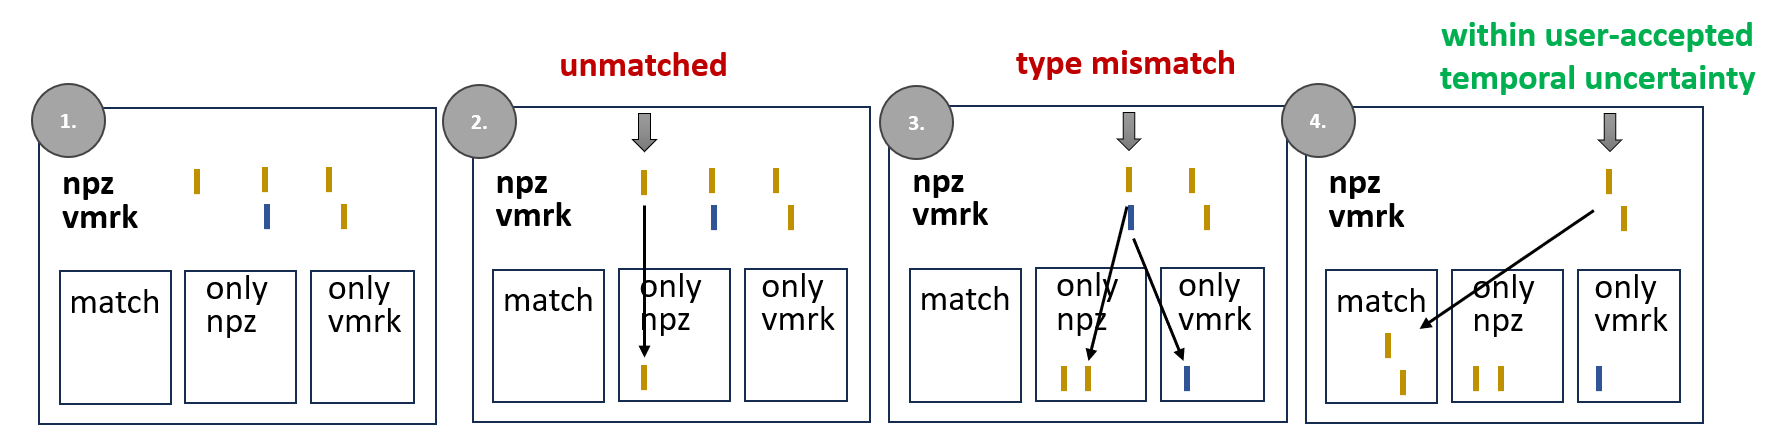 1.
npz
vmrk
match
only
npz
only
vmrk
unmatched
2.
npz
vmrk
match
only
npz
only
vmrk
type mismatch
3.
npz
vmrk
match
only
npz
only
vmrk
within user-accepted
temporal uncertainty
4.
npz
vmrk
match
only
npz
only
vmrk